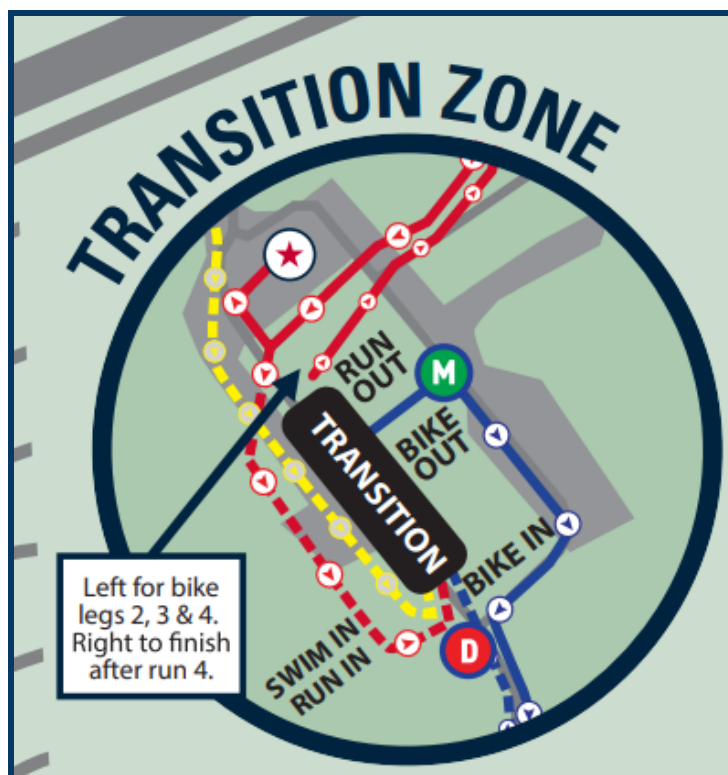 TRANSITION ZONE
RUN
OUT
M
BIKE
OUT
TRANSITION
BIKE IN
Left for bike
legs 2, 3 & 4.
Right to finish
after run 4.
SWIM IN
RUN IN
D